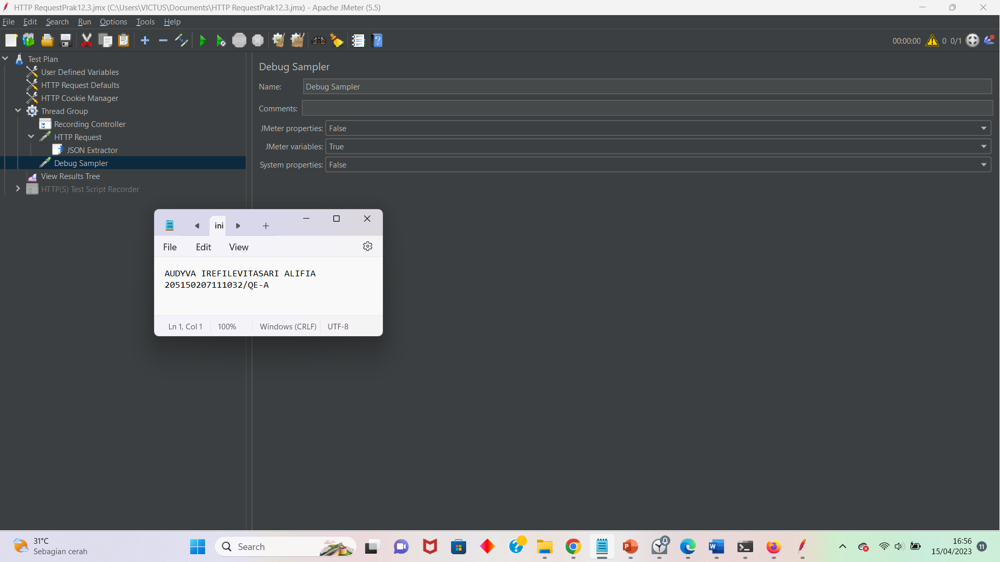 HTTP RequestPrak12.3.jmx (C:\Users\VICTUS\Documents\HTTP RequestPrak12.3.jmx) - Apache JMeter (5.5)
File Edit Search Run Options Tools Help
STOP
00:00:00 0 0/1
Test Plan
User Defined Variables
HTTP Request Defaults
HTTP Cookie Manager
Thread Group
Recording Controller
HTTP Request
JSON Extractor
Debug Sampler
View Results Tree
HTTP(S) Test Script Recorder
Debug Sampler
Name: Debug Sampler
Comments:
JMeter properties: False
JMeter variables: True
System properties: False
ini
File Edit View
AUDYVA IREFILEVITASARI ALIFIA
205150207111032/QE-A
Ln 1, Col 1 100% Windows (CRLF) UTF-8
31°C
Sebagian cerah
Search
16:56
15/04/2023
11